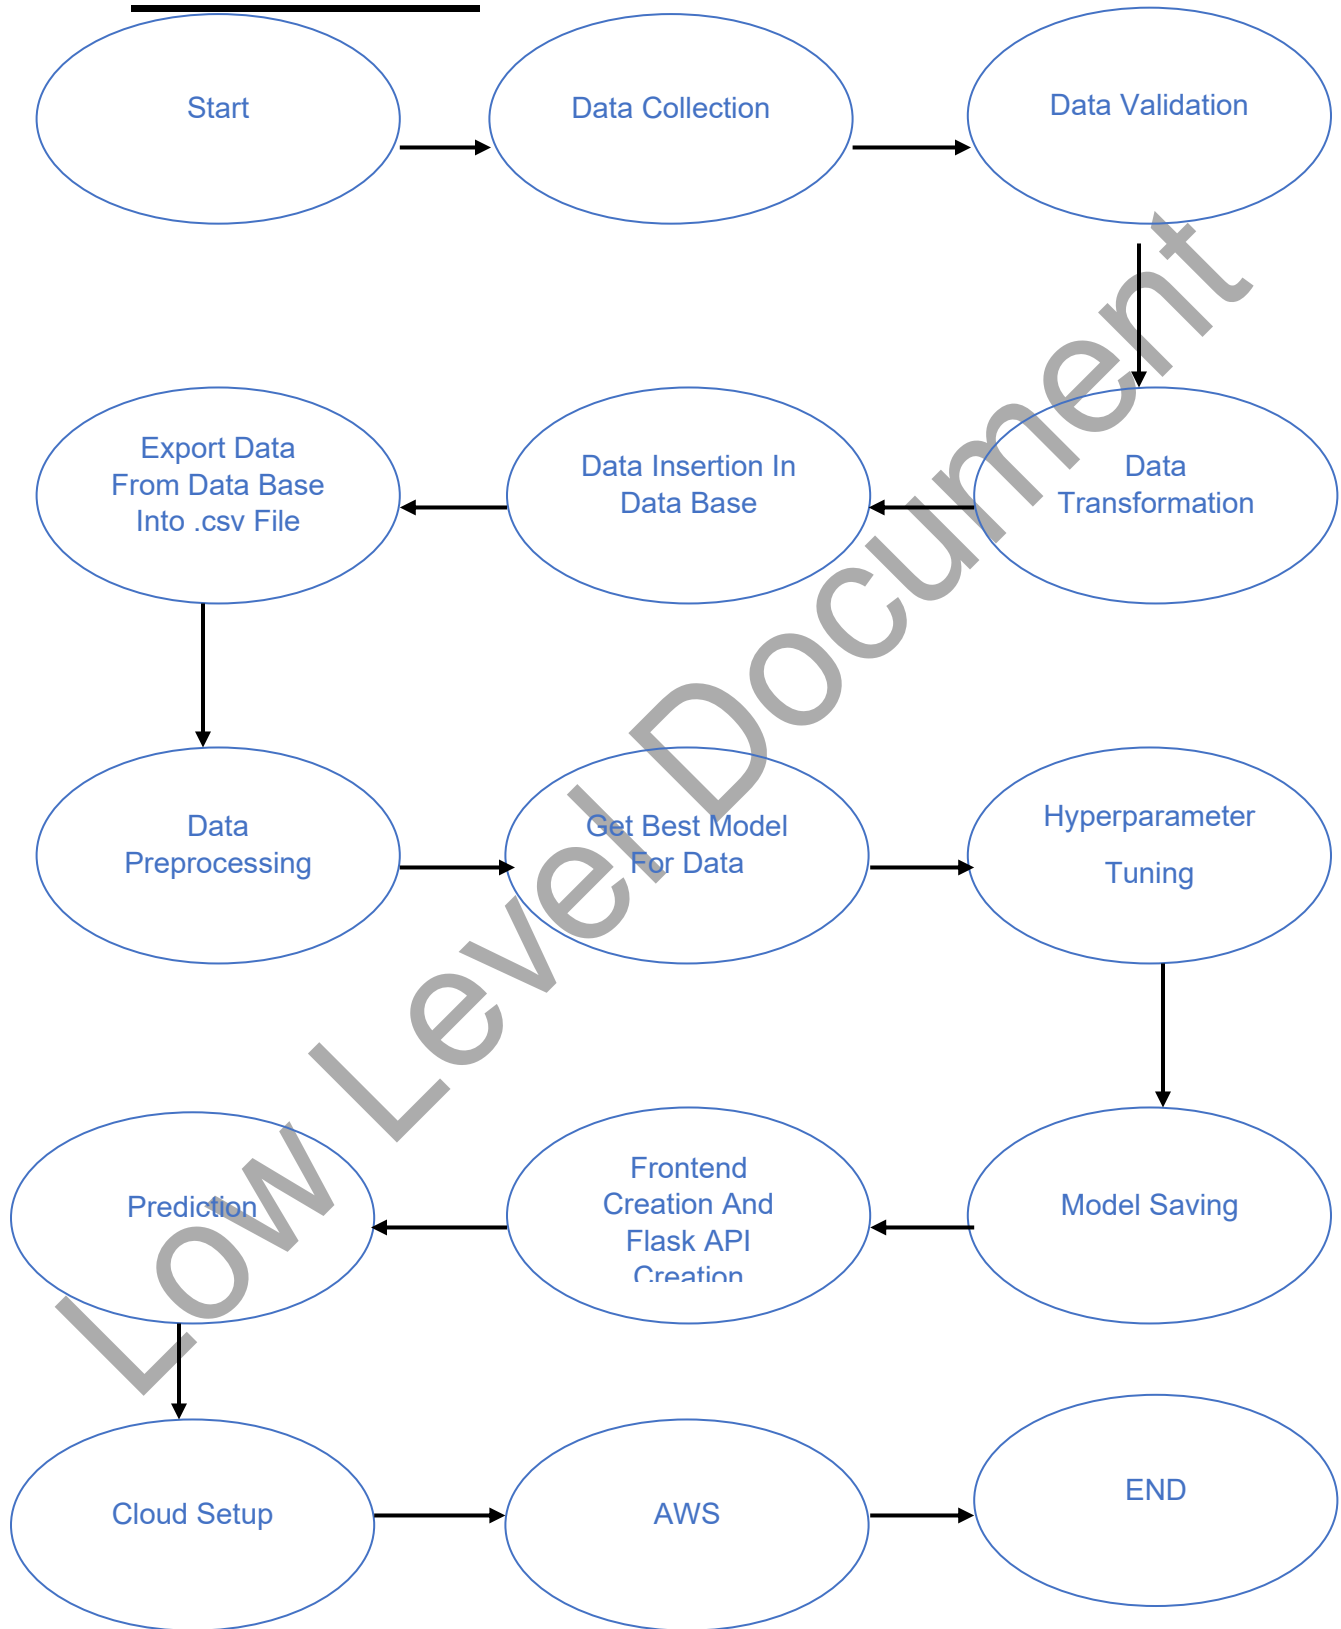 Start
Data Collection
Data Validation
Export Data
From Data Base
Into .csv File
Data Insertion In
Data Base
Data
Transformation
Data
Preprocessing
Get Best Model
For Data
Hyperparameter
Tuning
Prediction
Frontend
Creation And
Flask API
Creation
Model Saving
Cloud Setup
AWS
END
Low Level Document